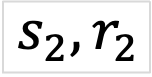 s₂, r₂